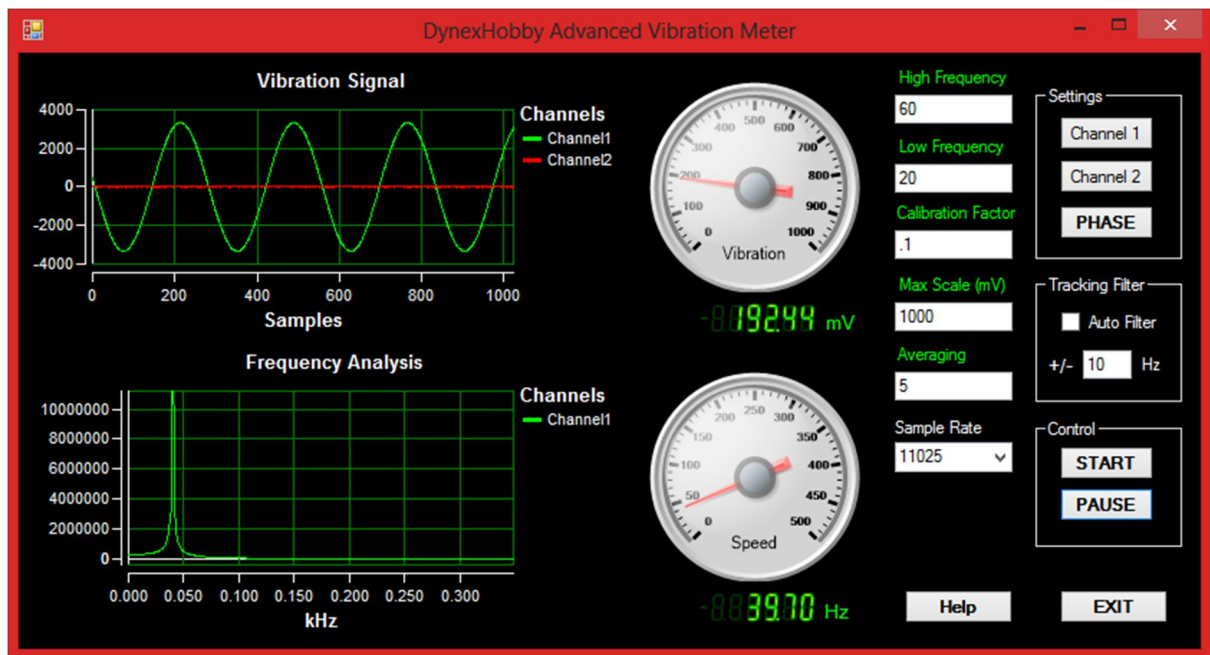 DynexHobby Advanced Vibration Meter
Vibration Signal
4000
2000
0
-2000
-4000
0 200 400 600 800 1000
Samples
Channels
Channel1
Channel2
Frequency Analysis
10000000
8000000
6000000
4000000
2000000
0
0.000 0.050 0.100 0.150 0.200 0.250 0.300
kHz
Channels
Channel1
0 100 200 300 400 500 600 700 800 900 1000
Vibration
192.44 mV
0 50 100 150 200 250 300 350 400 450 500
Speed
39.70 Hz
High Frequency
60
Low Frequency
20
Calibration Factor
.1
Max Scale (mV)
1000
Averaging
5
Sample Rate
11025
Settings
Channel 1
Channel 2
PHASE
Tracking Filter
Auto Filter
+/- 10 Hz
Control
START
PAUSE
Help
EXIT